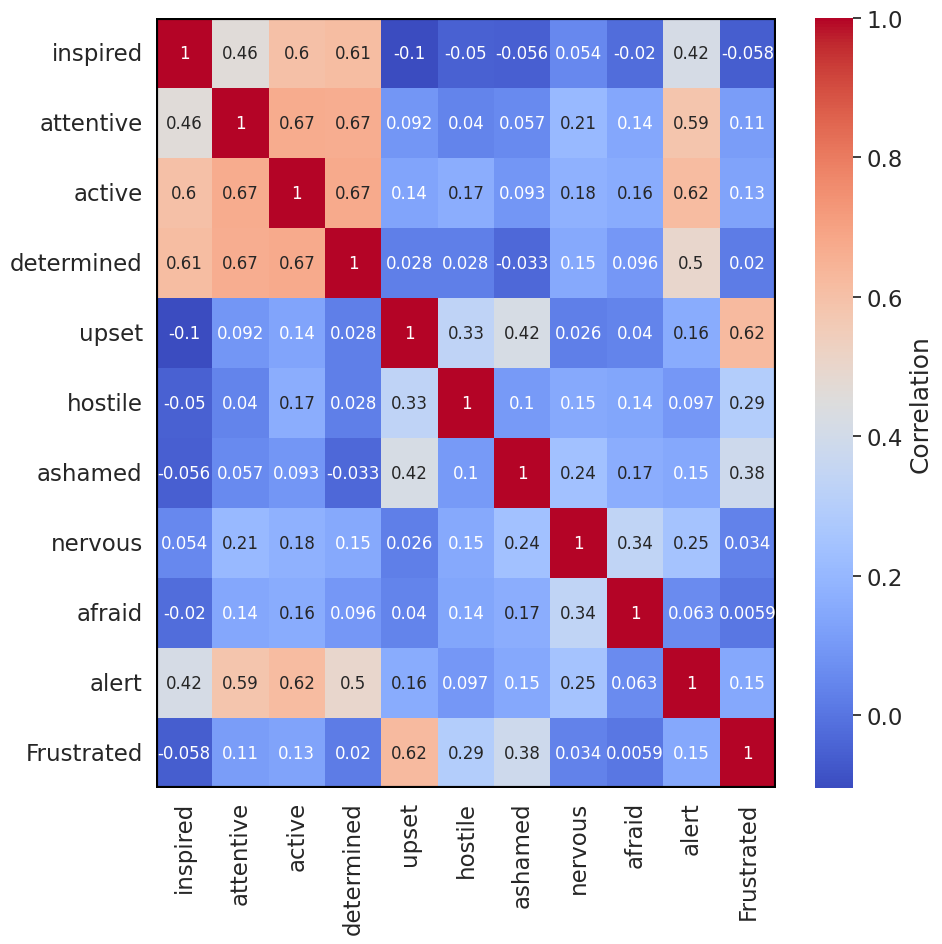 inspired 1 0.46 0.6 0.61 -0.1 -0.05 -0.056 0.054 -0.02 0.42 -0.058
attentive 0.46 1 0.67 0.67 0.092 0.04 0.057 0.21 0.14 0.59 0.11
active 0.6 0.67 1 0.67 0.14 0.17 0.093 0.18 0.16 0.62 0.13
determined 0.61 0.67 0.67 1 0.028 0.028 -0.033 0.15 0.096 0.5 0.02
upset -0.1 0.092 0.14 0.028 1 0.33 0.42 0.026 0.04 0.16 0.62
hostile -0.05 0.04 0.17 0.028 0.33 1 0.1 0.15 0.14 0.097 0.29
ashamed -0.056 0.057 0.093 -0.033 0.42 0.1 1 0.24 0.17 0.15 0.38
nervous 0.054 0.21 0.18 0.15 0.026 0.15 0.24 1 0.34 0.25 0.034
afraid -0.02 0.14 0.16 0.096 0.04 0.14 0.17 0.34 1 0.063 0.0059
alert 0.42 0.59 0.62 0.5 0.16 0.097 0.15 0.25 0.063 1 0.15
Frustrated -0.058 0.11 0.13 0.02 0.62 0.29 0.38 0.034 0.0059 0.15 1
inspired attentive active determined upset hostile ashamed nervous afraid alert Frustrated
1.0
0.8
0.6
0.4
0.2
0.0
Correlation